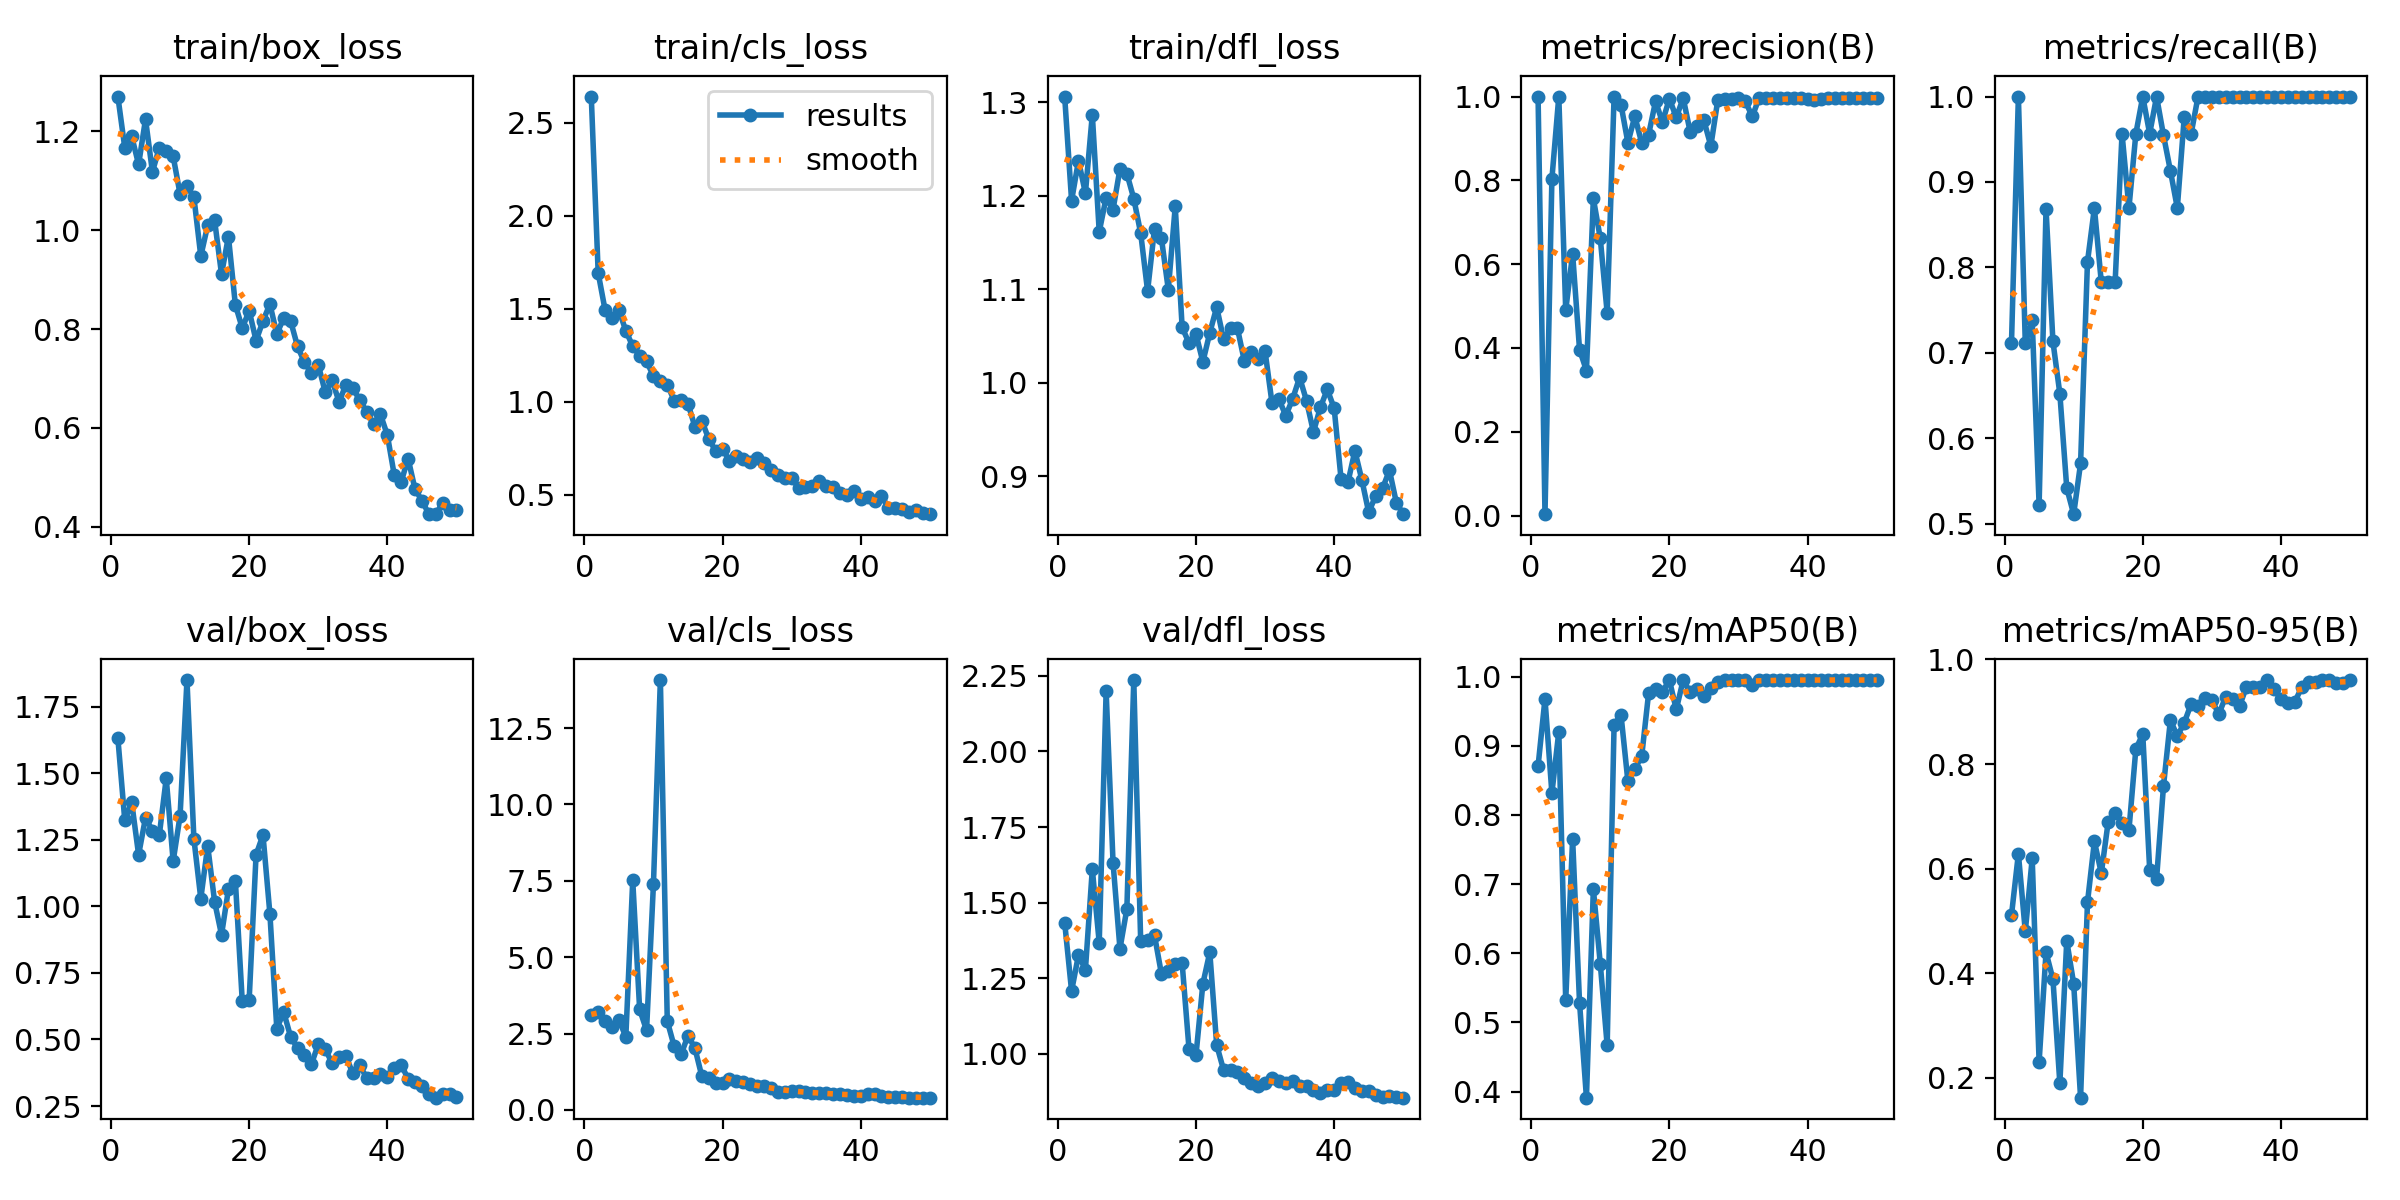 train/box_loss
1.2
1.0
0.8
0.6
0.4
0 20 40
train/cls_loss
results
smooth
2.5
2.0
1.5
1.0
0.5
0 20 40
train/dfl_loss
1.3
1.2
1.1
1.0
0.9
0 20 40
metrics/precision(B)
1.0
0.8
0.6
0.4
0.2
0.0
0 20 40
metrics/recall(B)
1.0
0.9
0.8
0.7
0.6
0.5
0 20 40
val/box_loss
1.75
1.50
1.25
1.00
0.75
0.50
0.25
0 20 40
val/cls_loss
12.5
10.0
7.5
5.0
2.5
0.0
0 20 40
val/dfl_loss
2.25
2.00
1.75
1.50
1.25
1.00
0 20 40
metrics/mAP50(B)
1.0
0.9
0.8
0.7
0.6
0.5
0.4
0 20 40
metrics/mAP50-95(B)
1.0
0.8
0.6
0.4
0.2
0 20 40